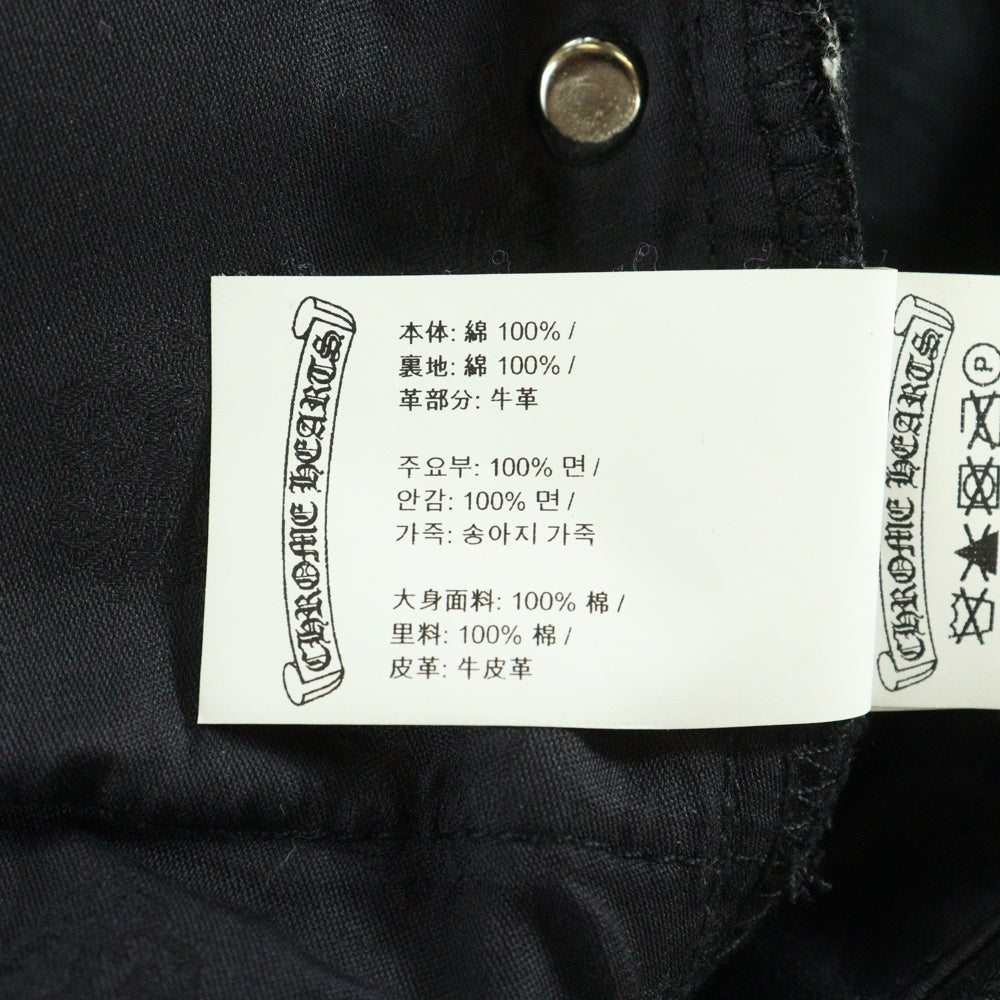 CHROME HEARTS
本体: 綿 100% /
裏地: 綿 100% /
革部分: 牛革
주요부: 100% 면 /
안감: 100% 면 /
가죽: 송아지 가죽
大身面料: 100% 棉 /
里料: 100% 棉 /
皮革: 牛皮革
CHROME HEARTS
P